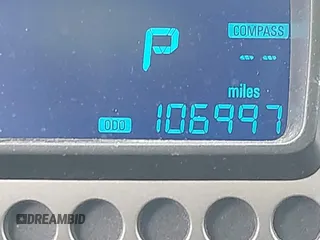 P
COMPASS
--
miles
ODO 106997
DREAMBID